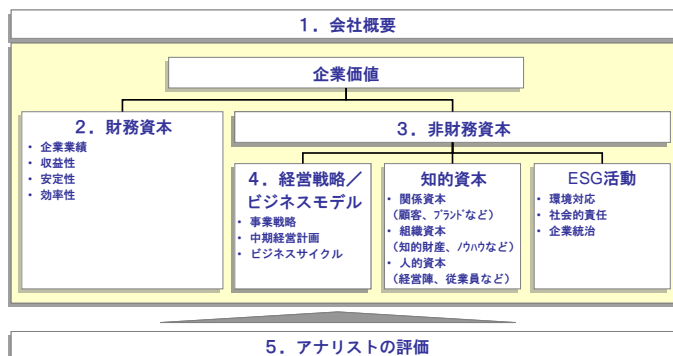 1．会社概要
企業価値
2．財務資本
・ 企業業績
・ 収益性
・ 安定性
・ 効率性
3．非財務資本
4．経営戦略／
ビジネスモデル
・ 事業戦略
・ 中期経営計画
・ ビジネスサイクル
知的資本
・ 関係資本
（顧客、ﾌﾞﾗﾝﾄﾞなど）
・ 組織資本
（知的財産、ﾉｳﾊｳなど）
・ 人的資本
（経営陣、従業員など）
ESG活動
・ 環境対応
・ 社会的責任
・ 企業統治
5．アナリストの評価